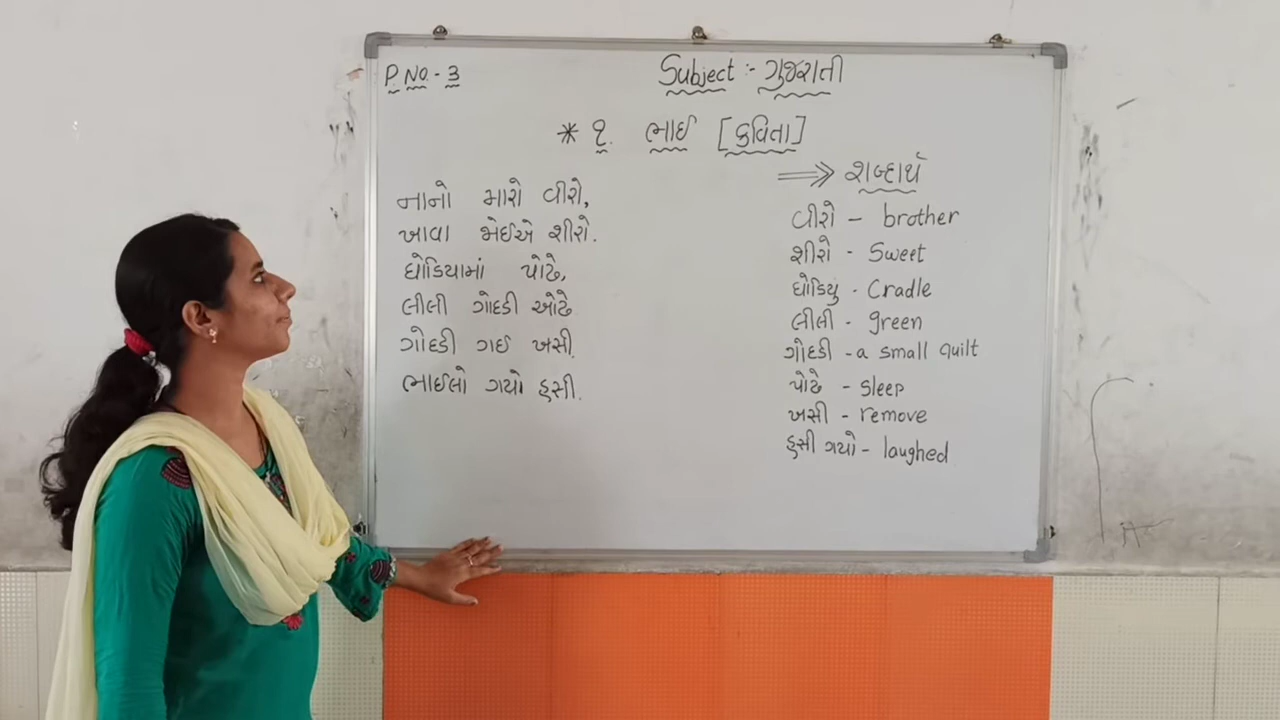 P. No. - 3
Subject :- ગુજરાતી
* ૧. ભાઈ [કવિતા]
નાનો મારો વીરો,
ખાવા જોઈએ શીરો.
ઘોડિયામાં પોઢે,
લીલી ગોદડી ઓઢે
ગોદડી ગઈ ખસી.
ભાઈલો ગયો હસી.
⇒ શબ્દાર્થ
વીરો - brother
શીરો - Sweet
ઘોડિયુ - Cradle
લીલી - green
ગોદડી - a small quilt
પોઢે - sleep
ખસી - remove
હસી ગયો - laughed